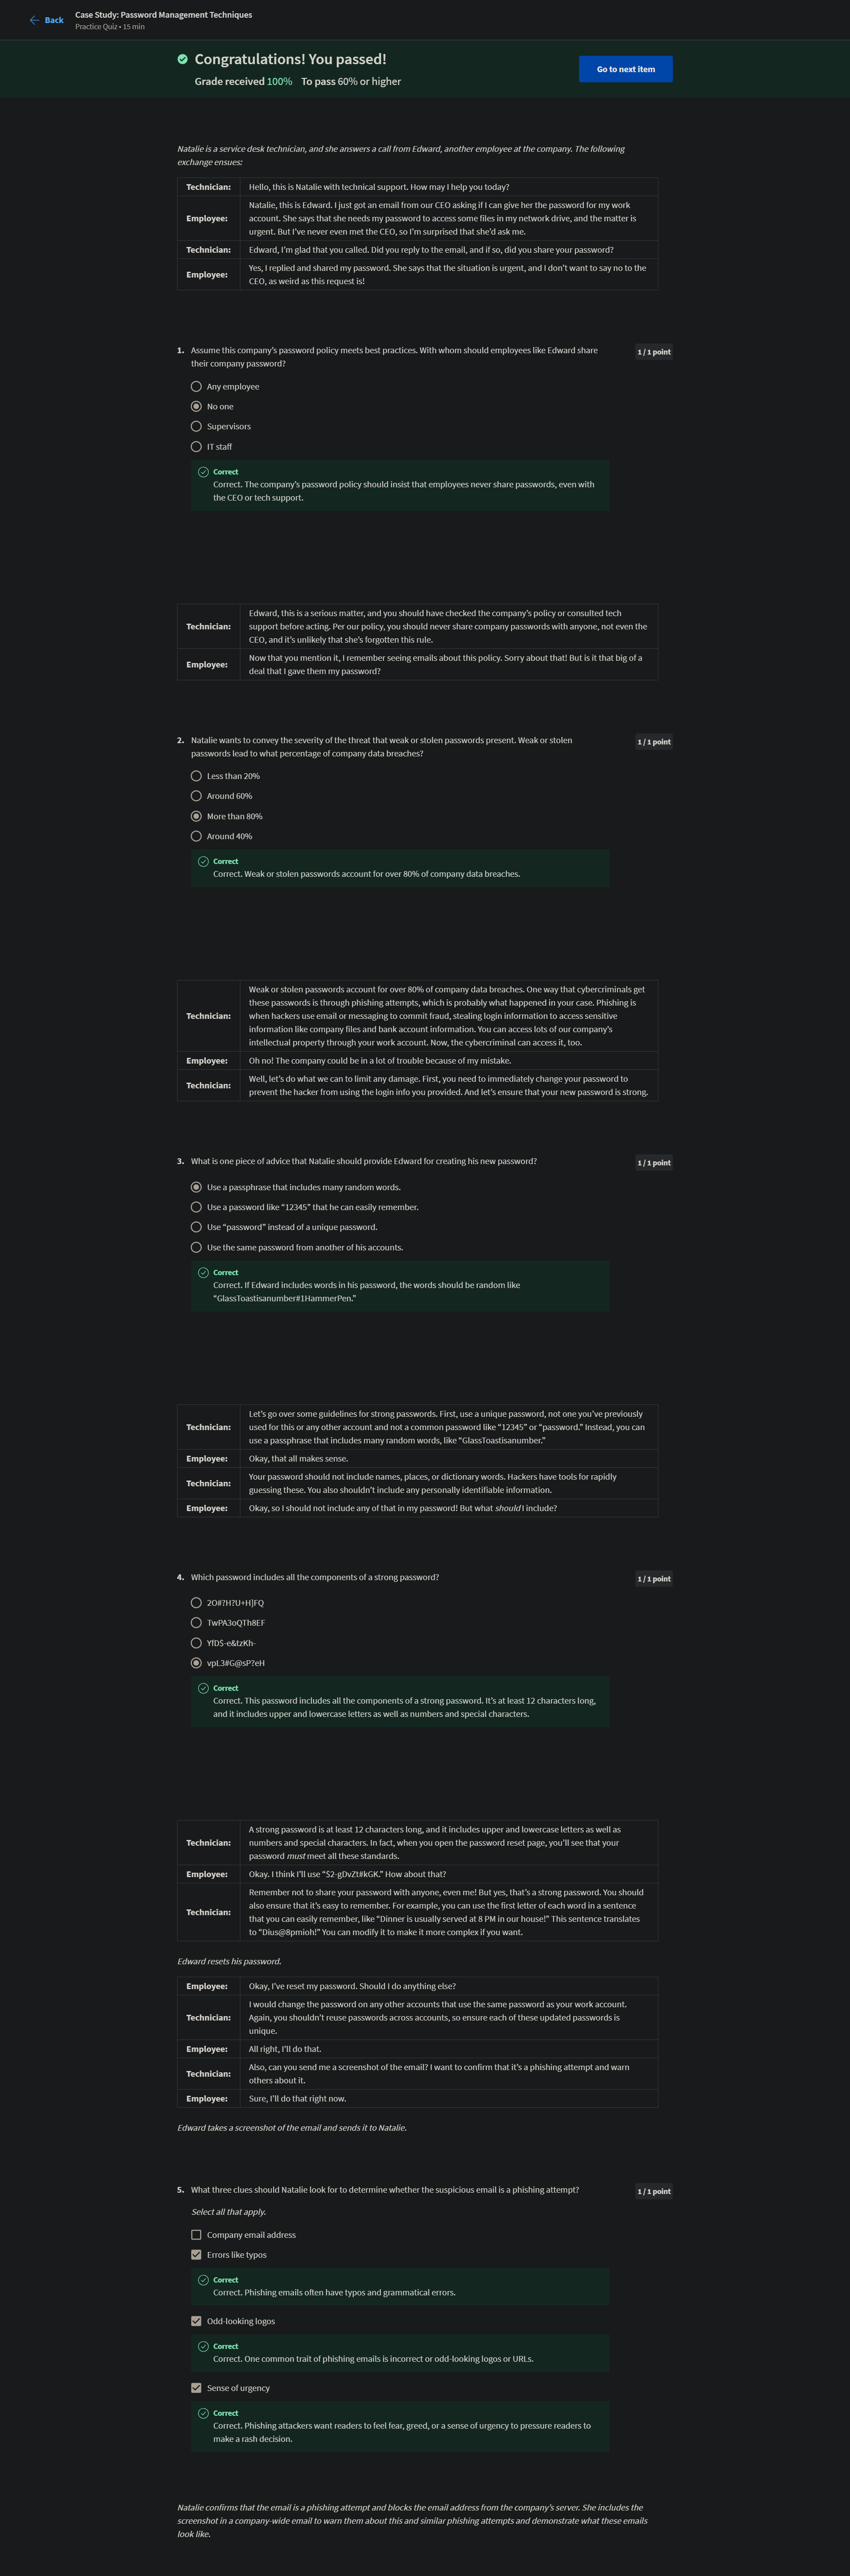 Back
Case Study: Password Management Techniques
Practice Quiz • 15 min
Congratulations! You passed!
Grade received 100% To pass 60% or higher
Go to next item
Natalie is a service desk technician, and she answers a call from Edward, another employee at the company. The following
exchange ensues:
Technician: Hello, this is Natalie with technical support. How may I help you today?
Employee: Natalie, this is Edward. I just got an email from our CEO asking if I can give her the password for my work
account. She says that she needs my password to access some files in my network drive, and the matter is
urgent. But I've never even met the CEO, so I'm surprised that she'd ask me.
Technician: Edward, I'm glad that you called. Did you reply to the email, and if so, did you share your password?
Employee: Yes, I replied and shared my password. She says that the situation is urgent, and I don't want to say no to the
CEO, as weird as this request is!
1. Assume this company's password policy meets best practices. With whom should employees like Edward share
their company password?
1 / 1 point
Any employee
No one
Supervisors
IT staff
Correct
Correct. The company's password policy should insist that employees never share passwords, even with
the CEO or tech support.
Technician: Edward, this is a serious matter, and you should have checked the company's policy or consulted tech
support before acting. Per our policy, you should never share company passwords with anyone, not even the
CEO, and it's unlikely that she's forgotten this rule.
Employee: Now that you mention it, I remember seeing emails about this policy. Sorry about that! But is it that big of a
deal that I gave them my password?
2. Natalie wants to convey the severity of the threat that weak or stolen passwords present. Weak or stolen
passwords lead to what percentage of company data breaches?
1 / 1 point
Less than 20%
Around 60%
More than 80%
Around 40%
Correct
Correct. Weak or stolen passwords account for over 80% of company data breaches.
Technician: Weak or stolen passwords account for over 80% of company data breaches. One way that cybercriminals get
these passwords is through phishing attempts, which is probably what happened in your case. Phishing is
when hackers use email or messaging to commit fraud, stealing login information to access sensitive
information like company files and bank account information. You can access lots of our company's
intellectual property through your work account. Now, the cybercriminal can access it, too.
Employee: Oh no! The company could be in a lot of trouble because of my mistake.
Technician: Well, let's do what we can to limit any damage. First, you need to immediately change your password to
prevent the hacker from using the login info you provided. And let's ensure that your new password is strong.
3. What is one piece of advice that Natalie should provide Edward for creating his new password?
1 / 1 point
Use a passphrase that includes many random words.
Use a password like “12345” that he can easily remember.
Use “password” instead of a unique password.
Use the same password from another of his accounts.
Correct
Correct. If Edward includes words in his password, the words should be random like
“GlassToastisanumber#1HammerPen.”
Technician: Let's go over some guidelines for strong passwords. First, use a unique password, not one you've previously
used for this or any other account and not a common password like “12345” or “password.” Instead, you can
use a passphrase that includes many random words, like “GlassToastisanumber.”
Employee: Okay, that all makes sense.
Technician: Your password should not include names, places, or dictionary words. Hackers have tools for rapidly
guessing these. You also shouldn't include any personally identifiable information.
Employee: Okay, so I should not include any of that in my password! But what should I include?
4. Which password includes all the components of a strong password?
1 / 1 point
2O#?H?U+H]FQ
TwPA3oQTh8EF
YfD$-e&tzKh-
vpL3#G@sP?eH
Correct
Correct. This password includes all the components of a strong password. It's at least 12 characters long,
and it includes upper and lowercase letters as well as numbers and special characters.
Technician: A strong password is at least 12 characters long, and it includes upper and lowercase letters as well as
numbers and special characters. In fact, when you open the password reset page, you'll see that your
password must meet all these standards.
Employee: Okay. I think I'll use “$2-gDvZt#kGK.” How about that?
Technician: Remember not to share your password with anyone, even me! But yes, that's a strong password. You should
also ensure that it's easy to remember. For example, you can use the first letter of each word in a sentence
that you can easily remember, like “Dinner is usually served at 8 PM in our house!” This sentence translates
to “Dius@8pmioh!” You can modify it to make it more complex if you want.
Edward resets his password.
Employee: Okay, I've reset my password. Should I do anything else?
Technician: I would change the password on any other accounts that use the same password as your work account.
Again, you shouldn't reuse passwords across accounts, so ensure each of these updated passwords is
unique.
Employee: All right, I'll do that.
Technician: Also, can you send me a screenshot of the email? I want to confirm that it's a phishing attempt and warn
others about it.
Employee: Sure, I'll do that right now.
Edward takes a screenshot of the email and sends it to Natalie.
5. What three clues should Natalie look for to determine whether the suspicious email is a phishing attempt?
1 / 1 point
Select all that apply.
Company email address
Errors like typos
Correct
Correct. Phishing emails often have typos and grammatical errors.
Odd-looking logos
Correct
Correct. One common trait of phishing emails is incorrect or odd-looking logos or URLs.
Sense of urgency
Correct
Correct. Phishing attackers want readers to feel fear, greed, or a sense of urgency to pressure readers to
make a rash decision.
Natalie confirms that the email is a phishing attempt and blocks the email address from the company's server. She includes the
screenshot in a company-wide email to warn them about this and similar phishing attempts and demonstrate what these emails
look like.